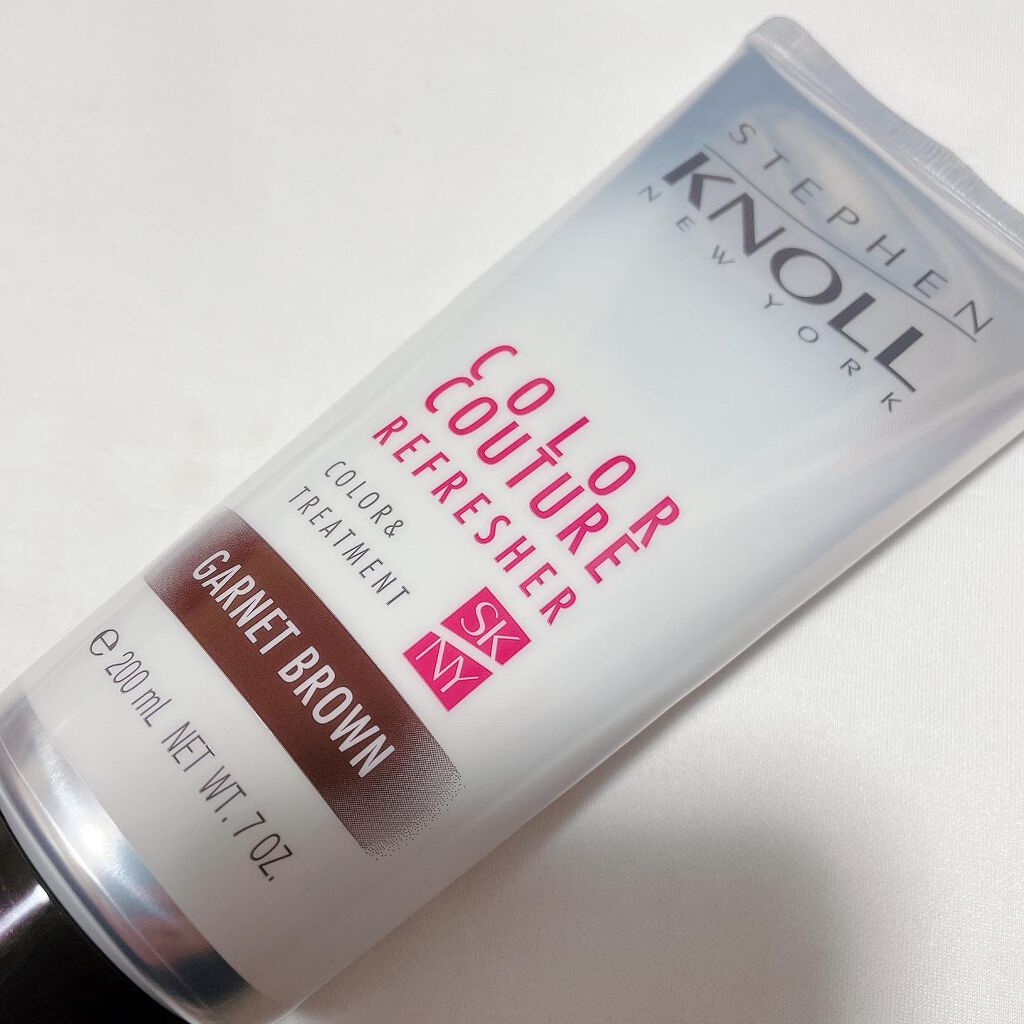 STEPHEN
KNOLL
NEW YORK
COLOR
COUTURE
REFRESHER
COLOR&
TREATMENT
SK
NY
GARNET BROWN
e 200 mL NET WT. 7 OZ.